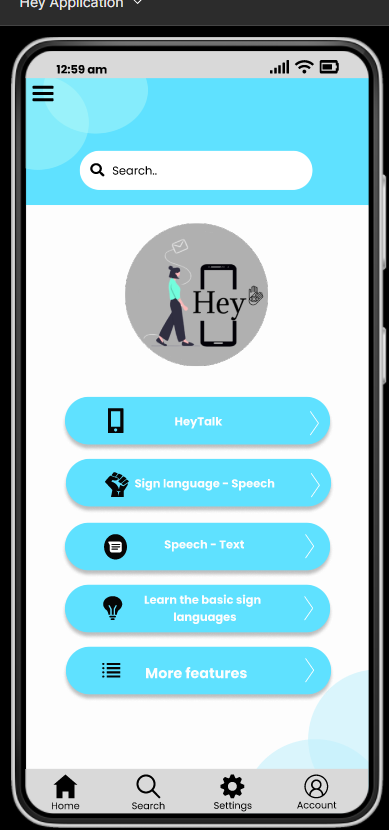 Hey Application
12:59 am
Search..
Hey
HeyTalk
Sign language - Speech
Speech - Text
Learn the basic sign
languages
More features
Home
Search
Settings
Account